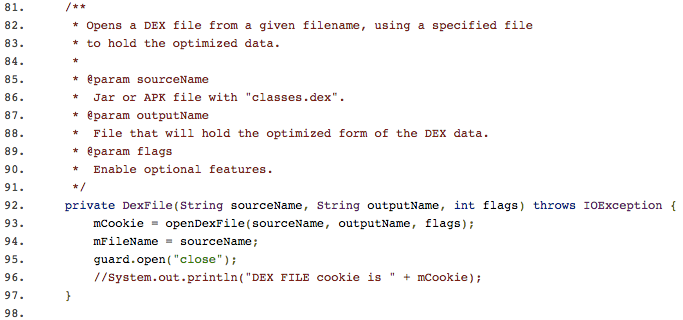 81. /**
82. * Opens a DEX file from a given filename, using a specified file
83. * to hold the optimized data.
84. *
85. * @param sourceName
86. *  Jar or APK file with "classes.dex".
87. * @param outputName
88. *  File that will hold the optimized form of the DEX data.
89. * @param flags
90. *  Enable optional features.
91. */
92. private DexFile(String sourceName, String outputName, int flags) throws IOException {
93. mCookie = openDexFile(sourceName, outputName, flags);
94. mFileName = sourceName;
95. guard.open("close");
96. //System.out.println("DEX FILE cookie is " + mCookie);
97. }
98.